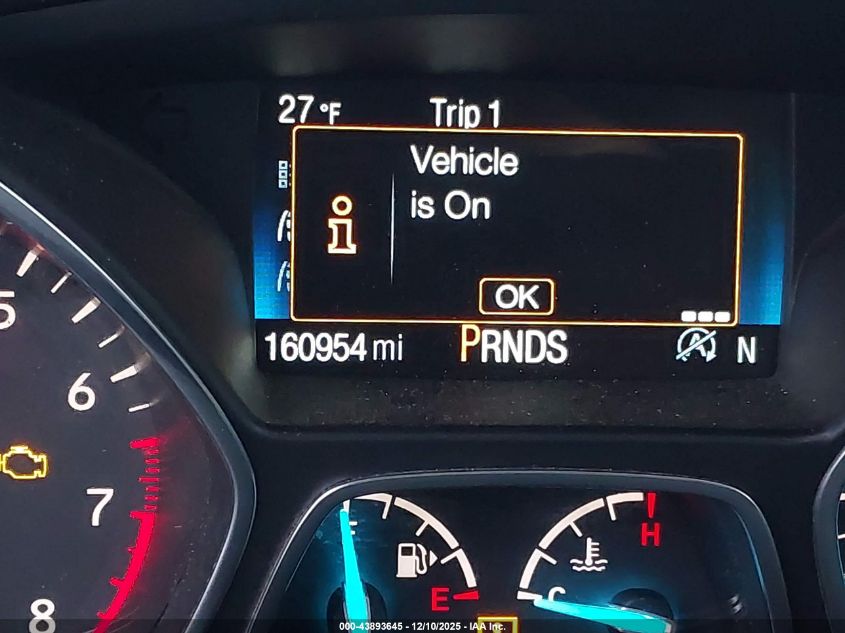 27 °F Trip 1
Vehicle
is On
OK
160954 mi PRNDS N
5
6
7
8
F
E
H
C
000-43893645 - 12/10/2025 - IAA Inc.